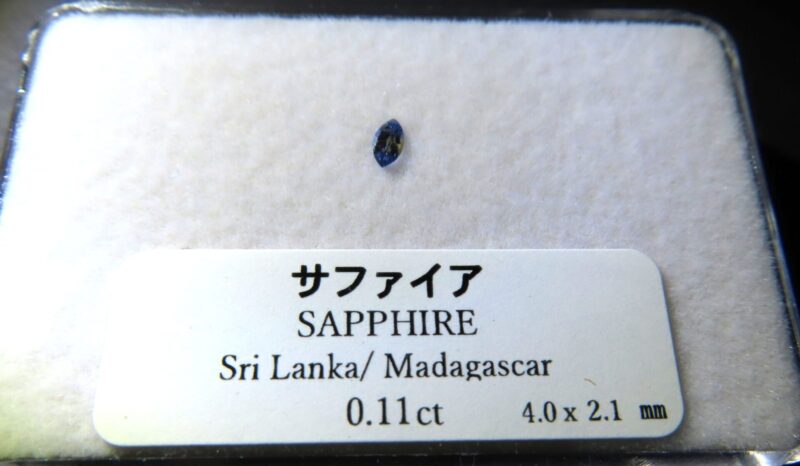 サファイア
SAPPHIRE
Sri Lanka/ Madagascar
0.11ct 4.0 x 2.1 ㎜